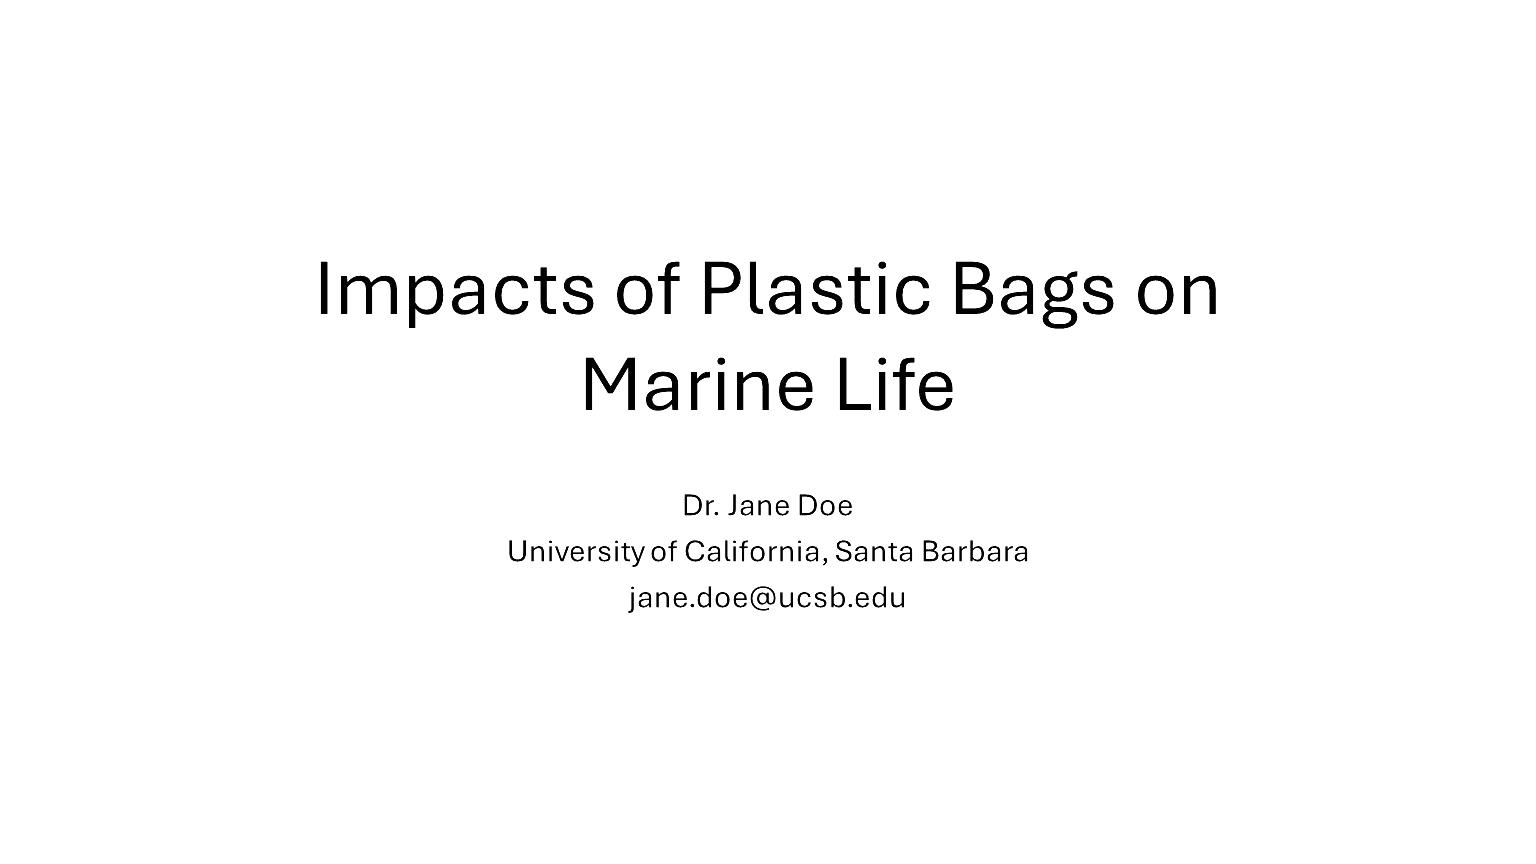 Impacts of Plastic Bags on
Marine Life
Dr. Jane Doe
University of California, Santa Barbara
jane.doe@ucsb.edu